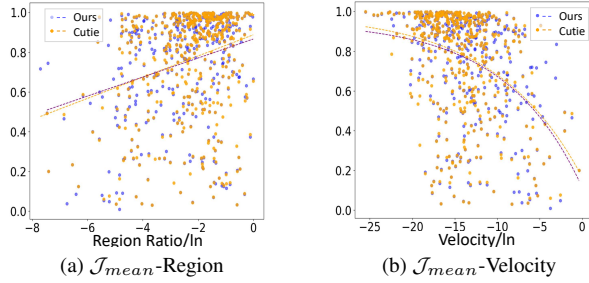 1.0
0.8
0.6
0.4
0.2
0.0
Ours
Cutie
−8 −6 −4 −2 0
Region Ratio/ln
(a) 𝒥mean-Region
1.0
0.8
0.6
0.4
0.2
0.0
Ours
Cutie
−25 −20 −15 −10 −5 0
Velocity/ln
(b) 𝒥mean-Velocity